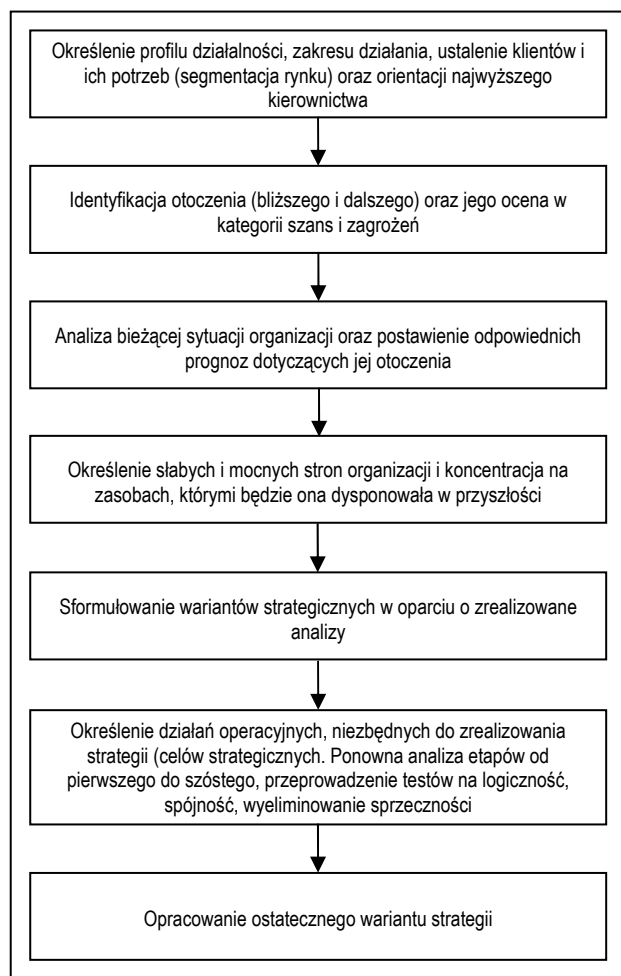 Określenie profilu działalności, zakresu działania, ustalenie klientów i
ich potrzeb (segmentacja rynku) oraz orientacji najwyższego
kierownictwa
Identyfikacja otoczenia (bliższego i dalszego) oraz jego ocena w
kategorii szans i zagrożeń
Analiza bieżącej sytuacji organizacji oraz postawienie odpowiednich
prognoz dotyczących jej otoczenia
Określenie słabych i mocnych stron organizacji i koncentracja na
zasobach, którymi będzie ona dysponowała w przyszłości
Sformułowanie wariantów strategicznych w oparciu o zrealizowane
analizy
Określenie działań operacyjnych, niezbędnych do zrealizowania
strategii (celów strategicznych. Ponowna analiza etapów od
pierwszego do szóstego, przeprowadzenie testów na logiczność,
spójność, wyeliminowanie sprzeczności
Opracowanie ostatecznego wariantu strategii